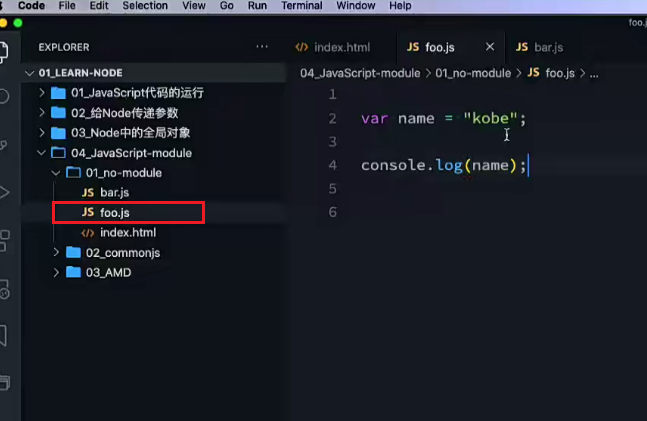 Code File Edit Selection View Go Run Terminal Window Help
EXPLORER ...
index.html JS foo.js × JS bar.js
01_LEARN-NODE
04_JavaScript-module > 01_no-module > JS foo.js > ...
01_JavaScript代码的运行
02_给Node传递参数
03_Node中的全局对象
04_JavaScript-module
01_no-module
JS bar.js
JS foo.js
index.html
02_commonjs
03_AMD
1
2 var name = "kobe";
3
4 console.log(name);
5
6